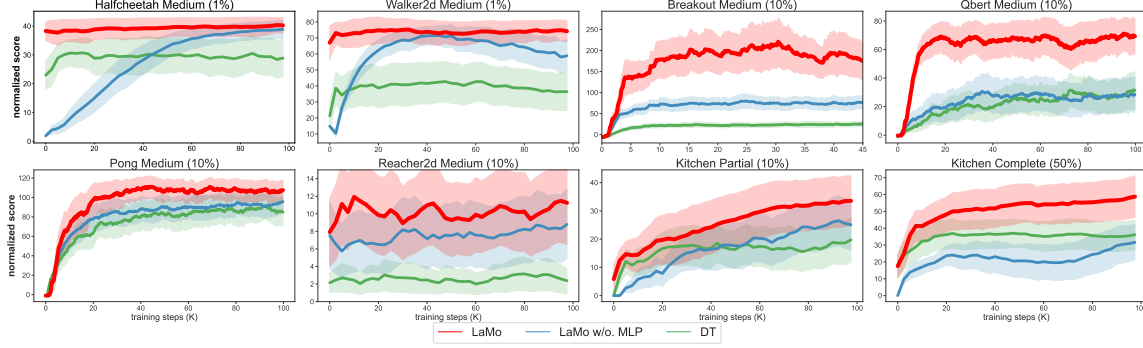 Halfcheetah Medium (1%)
Walker2d Medium (1%)
Breakout Medium (10%)
Qbert Medium (10%)
normalized score
40
30
20
10
0
0 20 40 60 80 100
80
70
60
50
40
30
20
10
0 20 40 60 80 100
250
200
150
100
50
0
0 5 10 15 20 25 30 35 40 45
80
60
40
20
0
0 20 40 60 80 100
Pong Medium (10%)
Reacher2d Medium (10%)
Kitchen Partial (10%)
Kitchen Complete (50%)
normalized score
120
100
80
60
40
20
0
0 20 40 60 80 100
training steps (K)
14
12
10
8
6
4
2
0
0 20 40 60 80 100
training steps (K)
40
30
20
10
0
0 20 40 60 80 100
training steps (K)
70
60
50
40
30
20
10
0
0 20 40 60 80 100
training steps (K)
LaMo LaMo w/o. MLP DT